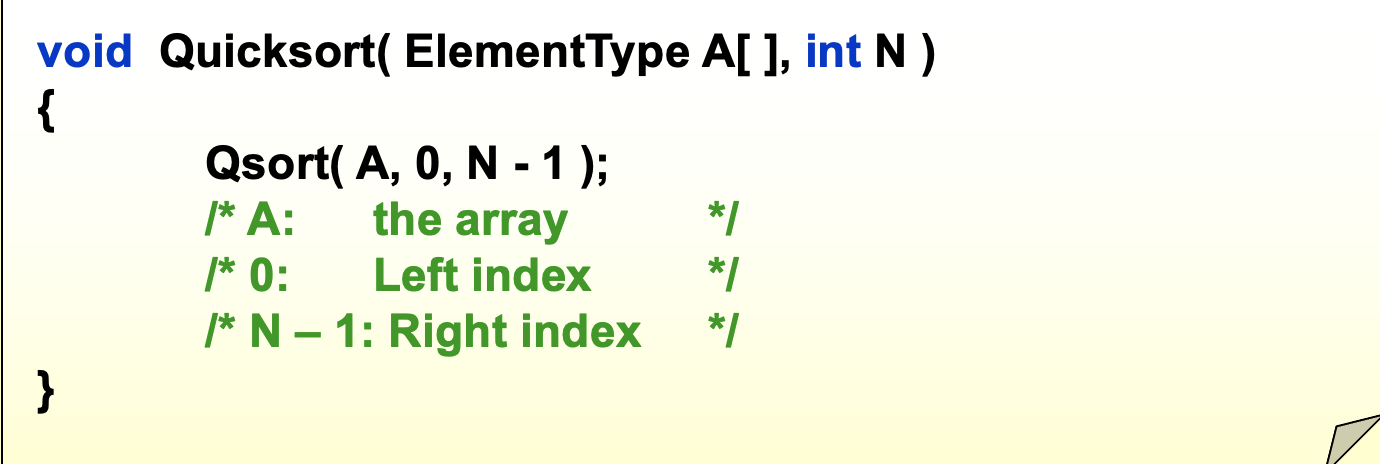 void Quicksort( ElementType A[ ], int N )
{
Qsort( A, 0, N - 1 );
/* A: the array */
/* 0: Left index */
/* N – 1: Right index */
}